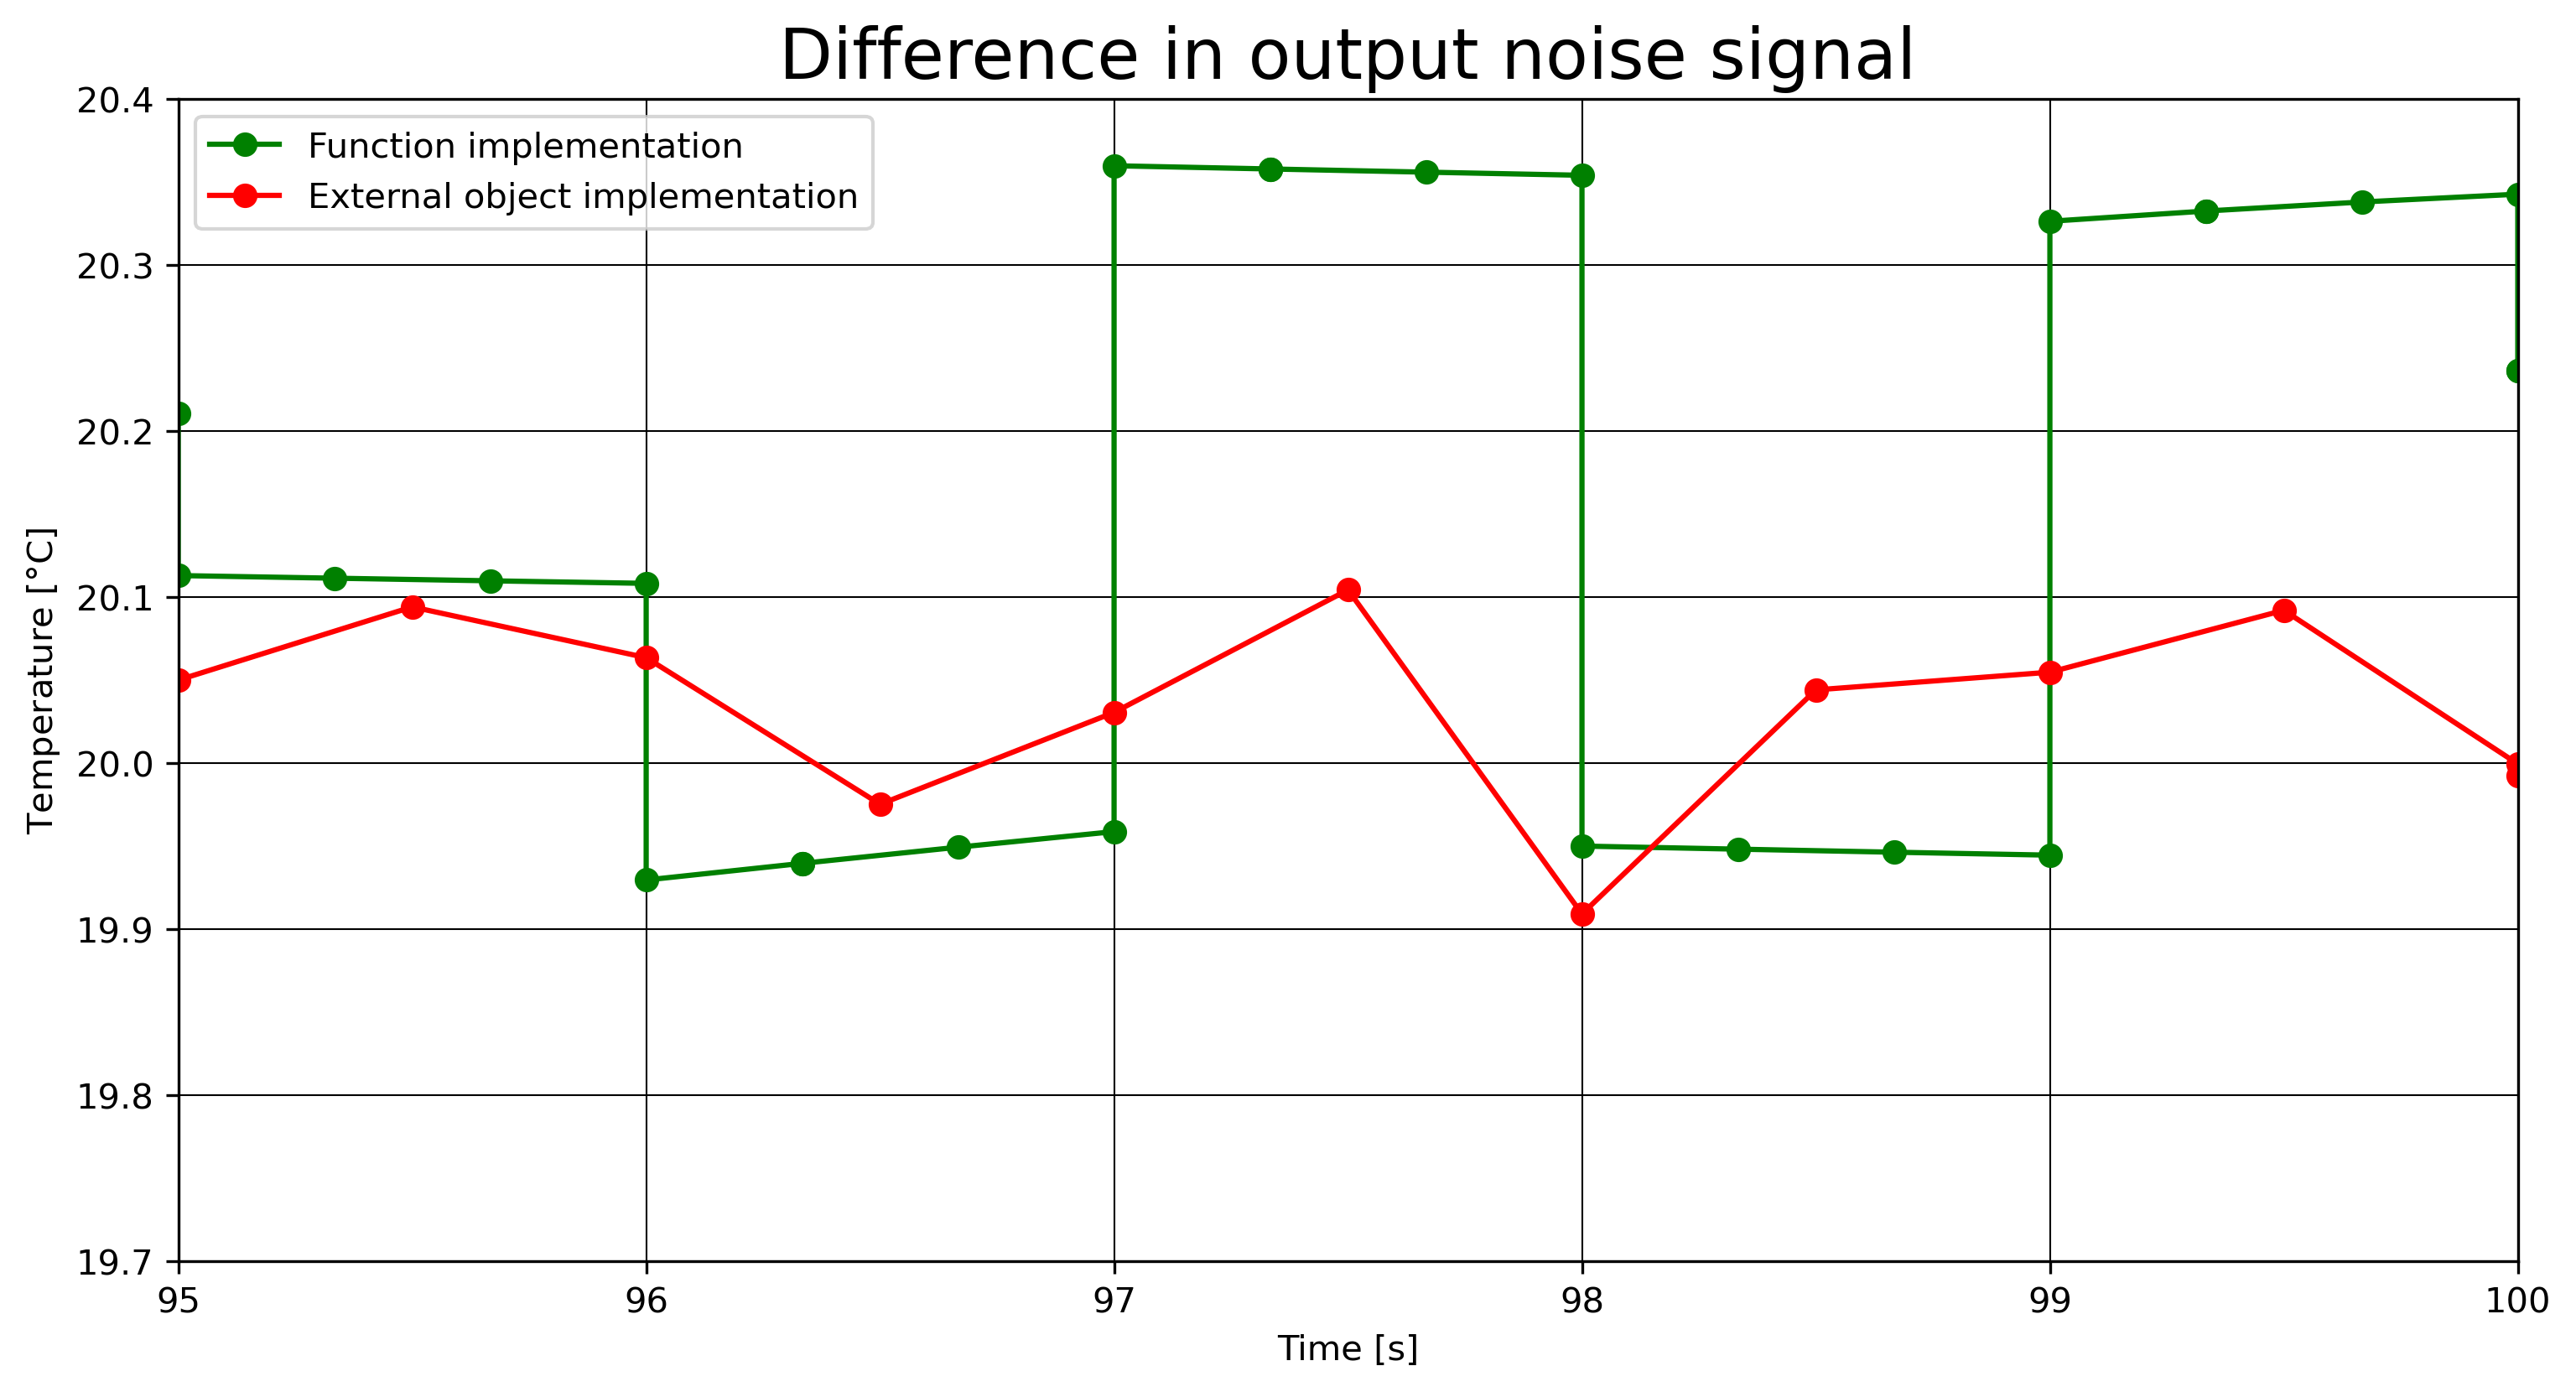 Difference in output noise signal
Function implementation
External object implementation
Temperature [°C]
20.4
20.3
20.2
20.1
20.0
19.9
19.8
19.7
95 96 97 98 99 100
Time [s]